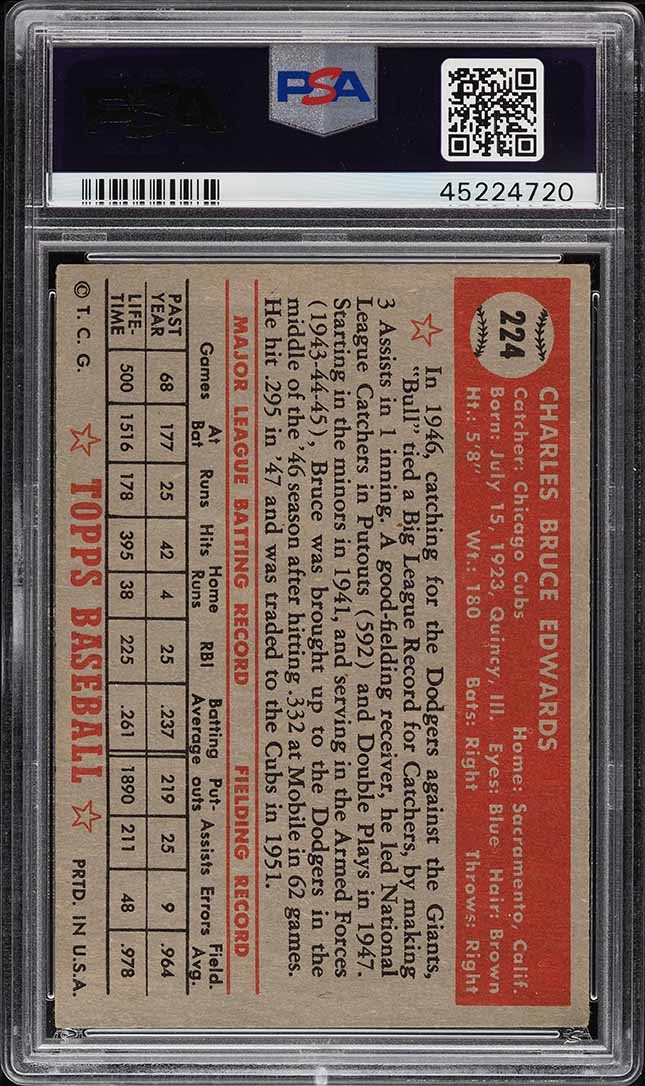 PSA
45224720
224
CHARLES BRUCE EDWARDS
Catcher: Chicago Cubs Home: Sacramento, Calif.
Born: July 15, 1923, Quincy, Ill. Eyes: Blue Hair: Brown
Ht.: 5'8" Wt.: 180 Bats: Right Throws: Right
In 1946, catching for the Dodgers against the Giants,
"Bull" tied a Big League Record for Catchers, by making
3 Assists in 1 inning. A good-fielding receiver, he led National
League Catchers in Putouts (592) and Double Plays in 1947.
Starting in the minors in 1941, and serving in the Armed Forces
(1943-44-45), Bruce was brought up to the Dodgers in the
middle of the '46 season after hitting .332 at Mobile in 62 games.
He hit .295 in '47 and was traded to the Cubs in 1951.
MAJOR LEAGUE BATTING RECORD FIELDING RECORD
Games At Bat Runs Hits Home Runs RBI Batting Average Put-outs Assists Errors Field. Avg.
PAST YEAR 68 177 25 42 4 25 .237 219 25 9 .964
LIFE-TIME 500 1516 178 395 38 225 .261 1890 211 48 .978
© T. C. G. TOPPS BASEBALL PRTD. IN U.S.A.